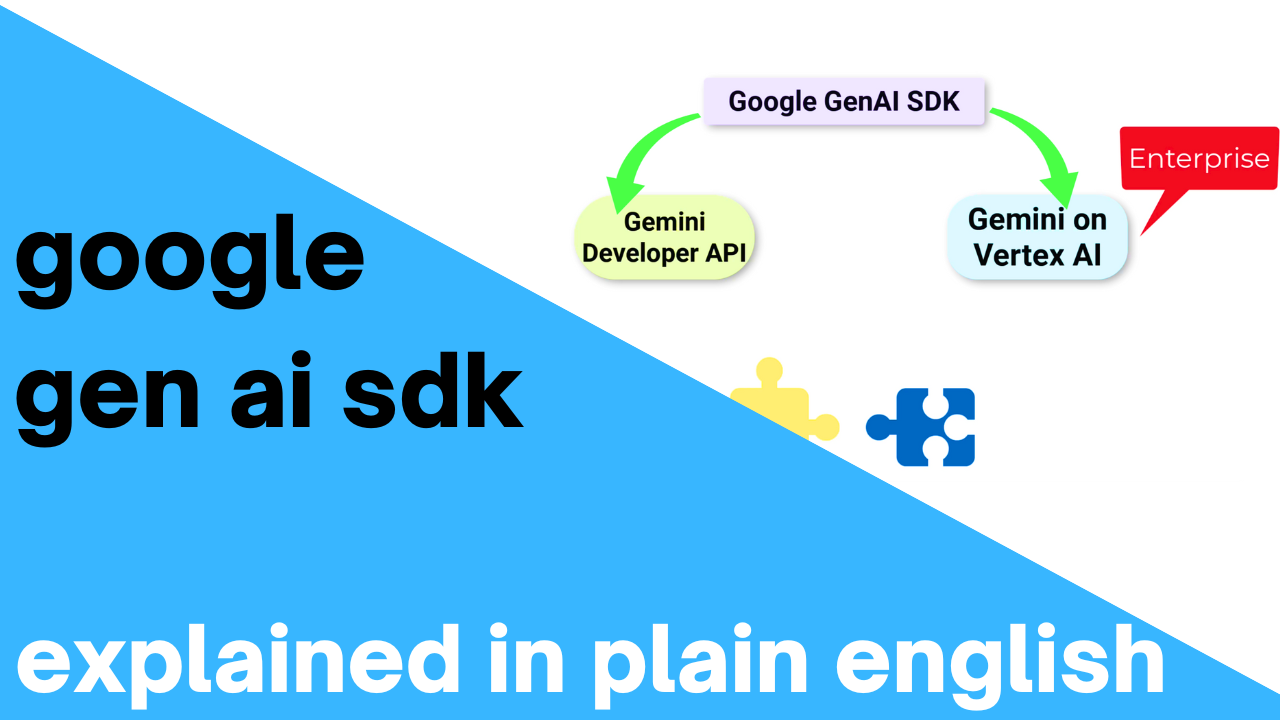 google
gen ai sdk
explained in plain english
Google GenAI SDK
Gemini
Developer API
Gemini on
Vertex AI
Enterprise